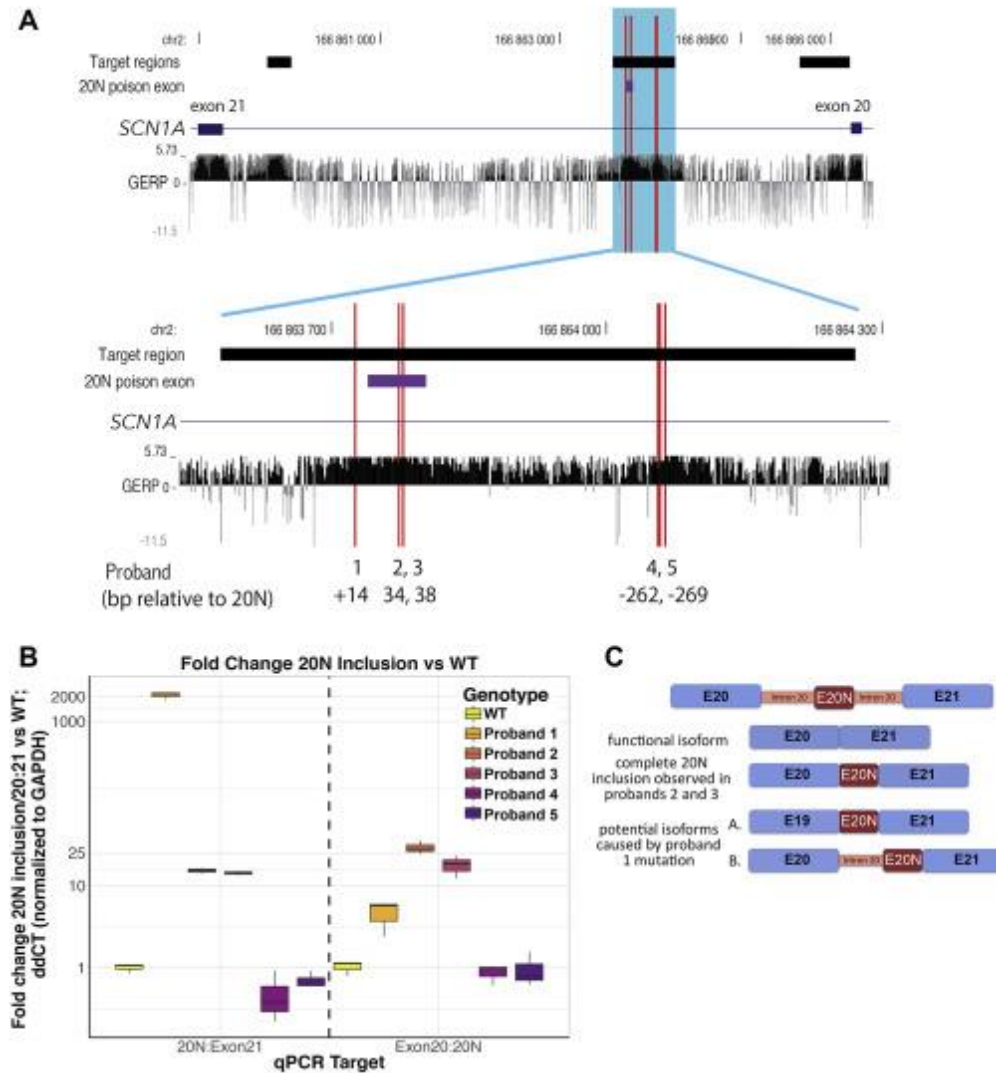 A
chr2:
166 861 000
166 863 000
166 866 000
Target regions
20N poison exon
exon 21
exon 20
SCN1A
5.73
GERP 0
-11.5
chr2:
166 863 700
166 864 000
166 864 300
Target region
20N poison exon
SCN1A
5.73
GERP 0
-11.5
Proband 1 2, 3 4, 5
(bp relative to 20N) +14 34, 38 -262, -269
B
Fold Change 20N Inclusion vs WT
Fold change 20N inclusion/20:21 vs WT;
ddCT (normalized to GAPDH)
2000
1000
25
10
1
Genotype
WT
Proband 1
Proband 2
Proband 3
Proband 4
Proband 5
20N:Exon21
Exon20:20N
qPCR Target
C
E20 Intron 20 E20N Intron 20 E21
functional isoform
E20 E21
complete 20N
inclusion observed in
probands 2 and 3
E20 E20N E21
potential isoforms
caused by proband
1 mutation
A.
E19 E20N E21
B.
E20 Intron 20 E20N E21